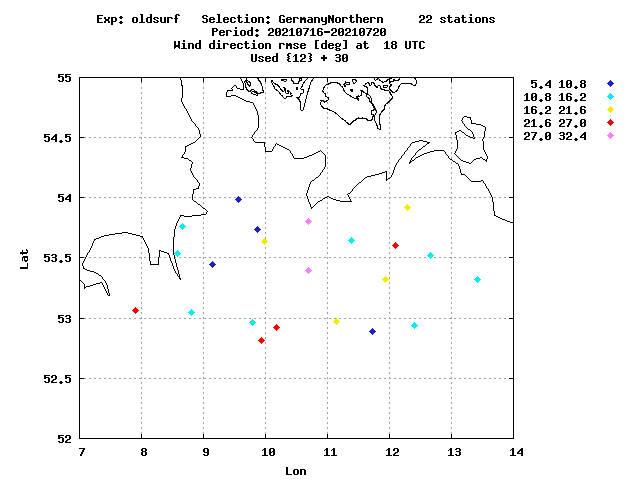 Exp: oldsurf   Selection: GermanyNorthern     22 stations
Period: 20210716-20210720
Wind direction rmse [deg] at  18 UTC
Used {12} + 30
55
54.5
54
53.5
53
52.5
52
Lat
7 8 9 10 11 12 13 14
Lon
5.4 10.8
10.8 16.2
16.2 21.6
21.6 27.0
27.0 32.4